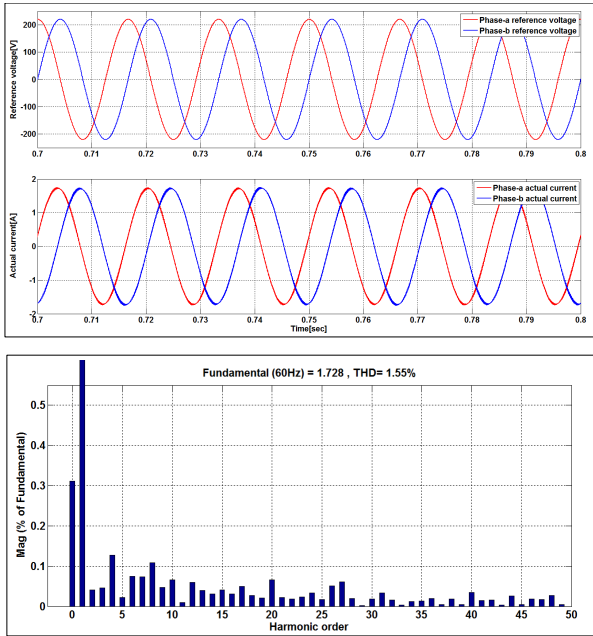 Reference voltage[V]
200
100
0
-100
-200
Phase-a reference voltage
Phase-b reference voltage
0.7 0.71 0.72 0.73 0.74 0.75 0.76 0.77 0.78 0.79 0.8
Actual current[A]
2
1
0
-1
-2
Phase-a actual current
Phase-b actual current
0.7 0.71 0.72 0.73 0.74 0.75 0.76 0.77 0.78 0.79 0.8
Time[sec]
Fundamental (60Hz) = 1.728 , THD= 1.55%
Mag (% of Fundamental)
0.5
0.4
0.3
0.2
0.1
0
0 5 10 15 20 25 30 35 40 45 50
Harmonic order